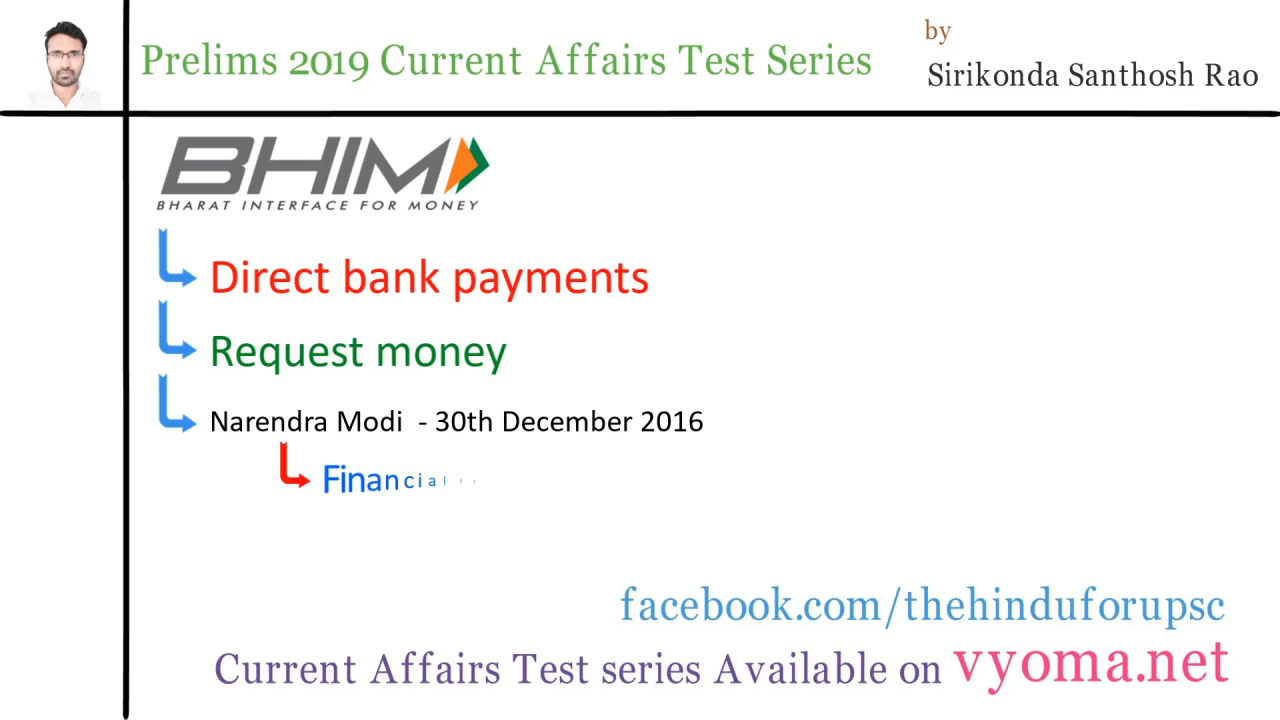 Prelims 2019 Current Affairs Test Series
by
Sirikonda Santhosh Rao
BHIM
BHARAT INTERFACE FOR MONEY
Direct bank payments
Request money
Narendra Modi - 30th December 2016
Financial
facebook.com/thehinduforupsc
Current Affairs Test series Available on vyoma.net